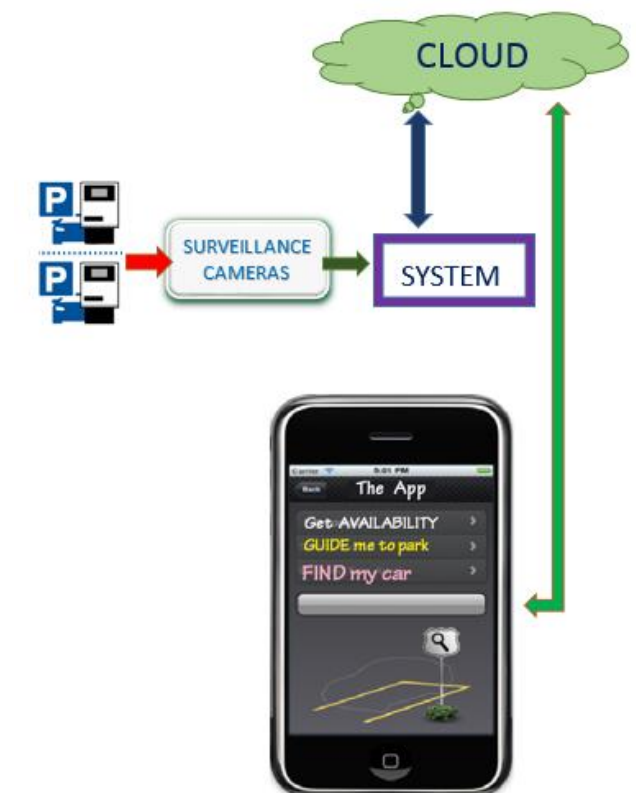 CLOUD
P
P
SURVEILLANCE
CAMERAS
SYSTEM
Carrier 5:01 PM
Back The App
Get AVAILABILITY
GUIDE me to park
FIND my car